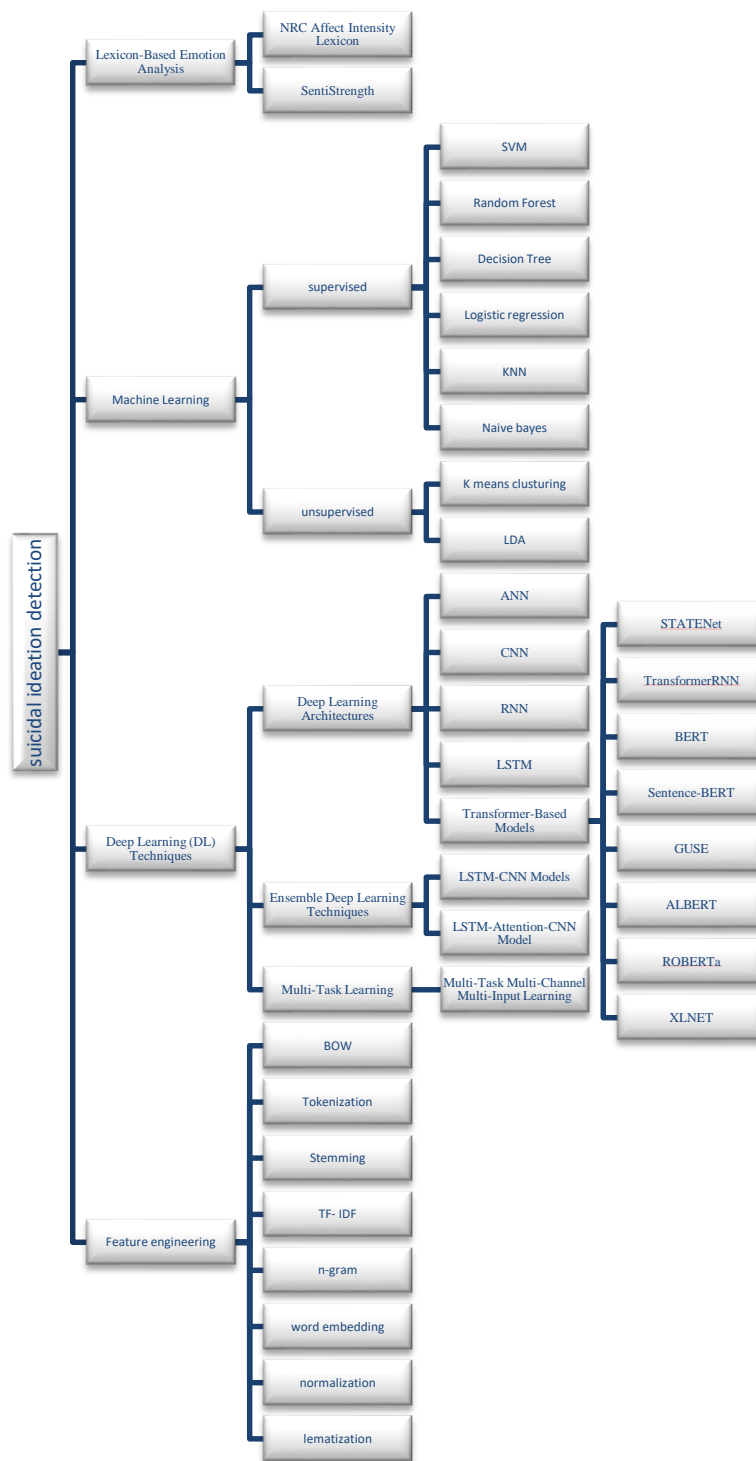 suicidal ideation detection
Lexicon-Based Emotion
Analysis
NRC Affect Intensity
Lexicon
SentiStrength
Machine Learning
supervised
SVM
Random Forest
Decision Tree
Logistic regression
KNN
Naive bayes
unsupervised
K means clusturing
LDA
Deep Learning (DL)
Techniques
Deep Learning
Architectures
ANN
CNN
RNN
LSTM
Transformer-Based
Models
STATENet
TransformerRNN
BERT
Sentence-BERT
GUSE
ALBERT
ROBERTa
XLNET
Ensemble Deep Learning
Techniques
LSTM-CNN Models
LSTM-Attention-CNN
Model
Multi-Task Learning
Multi-Task Multi-Channel
Multi-Input Learning
Feature engineering
BOW
Tokenization
Stemming
TF- IDF
n-gram
word embedding
normalization
lematization